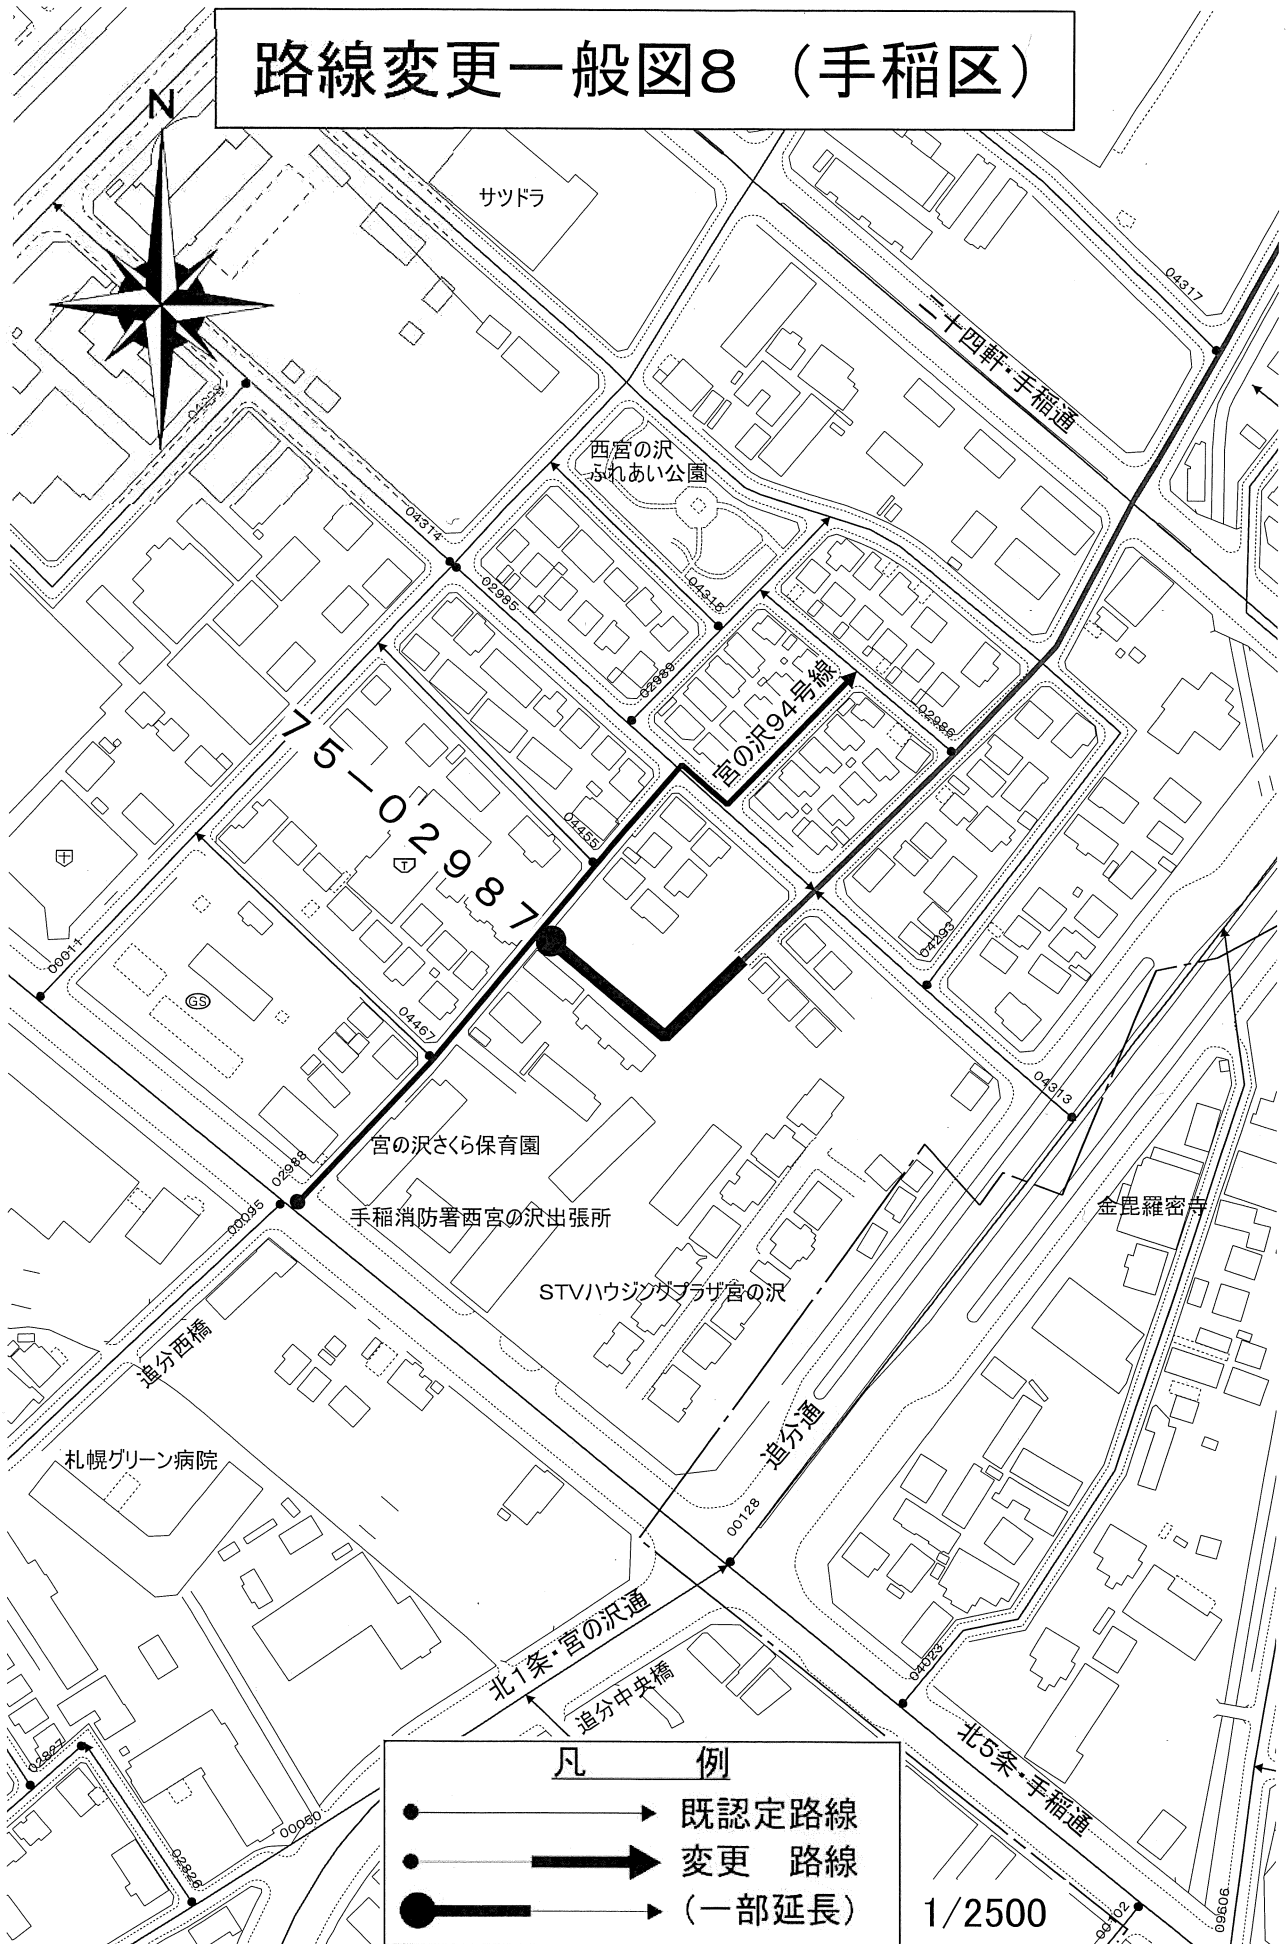 路線変更一般図8 (手稲区)
N
サツドラ
04317
二十四軒・手稲通
西宮の沢
ふれあい公園
04314
02985
04316
02989
宮の沢94号線
02986
75-02987
04455
T
00011
GS
04467
04293
04313
宮の沢さくら保育園
02988
00095
手稲消防署西宮の沢出張所
金毘羅密寺
STVハウジングプラザ宮の沢
追分西橋
追分通
札幌グリーン病院
00128
北1条・宮の沢通
追分中央橋
04023
北5条・手稲通
02827
00050
02826
09606
00102
凡 例
既認定路線
変更 路線
(一部延長)
1/2500